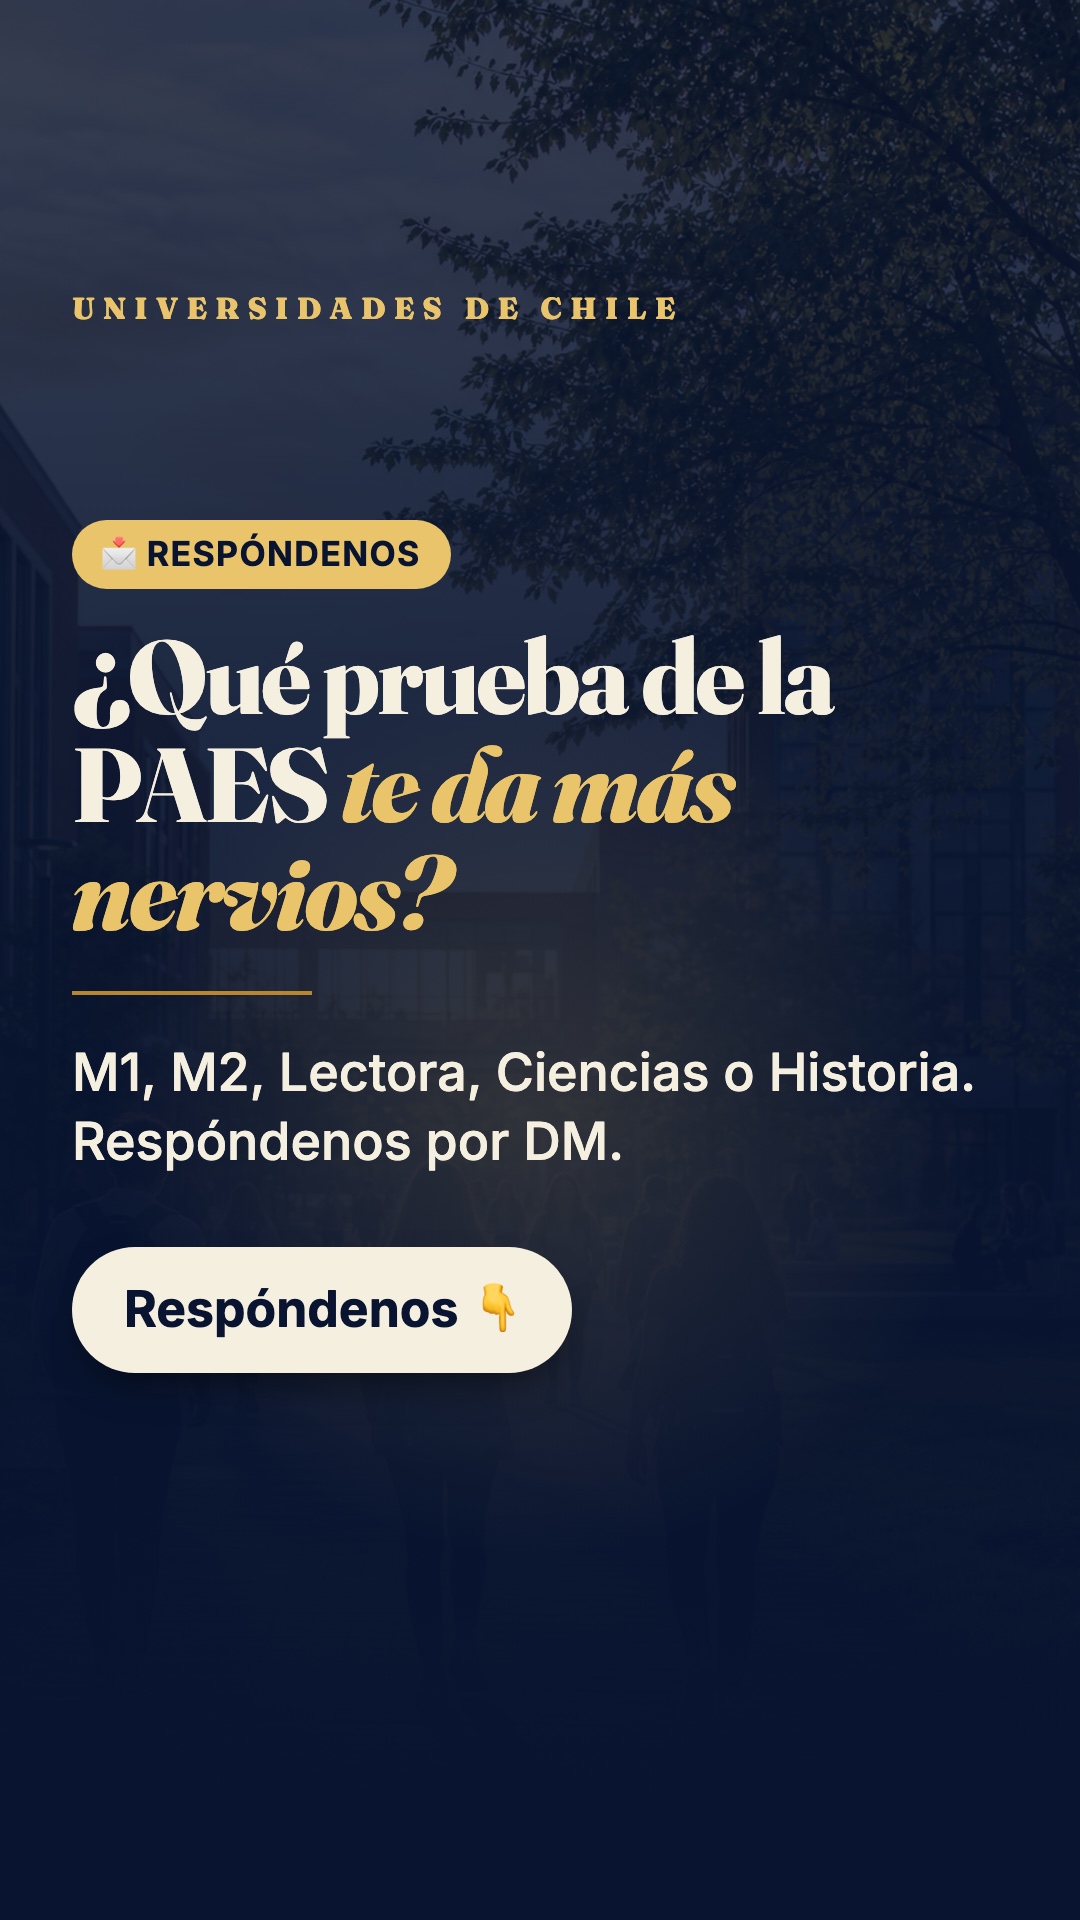 UNIVERSIDADES DE CHILE
📩 RESPÓNDENOS
¿Qué prueba de la
PAES te da más
nervios?
M1, M2, Lectora, Ciencias o Historia.
Respóndenos por DM.
Respóndenos 👇